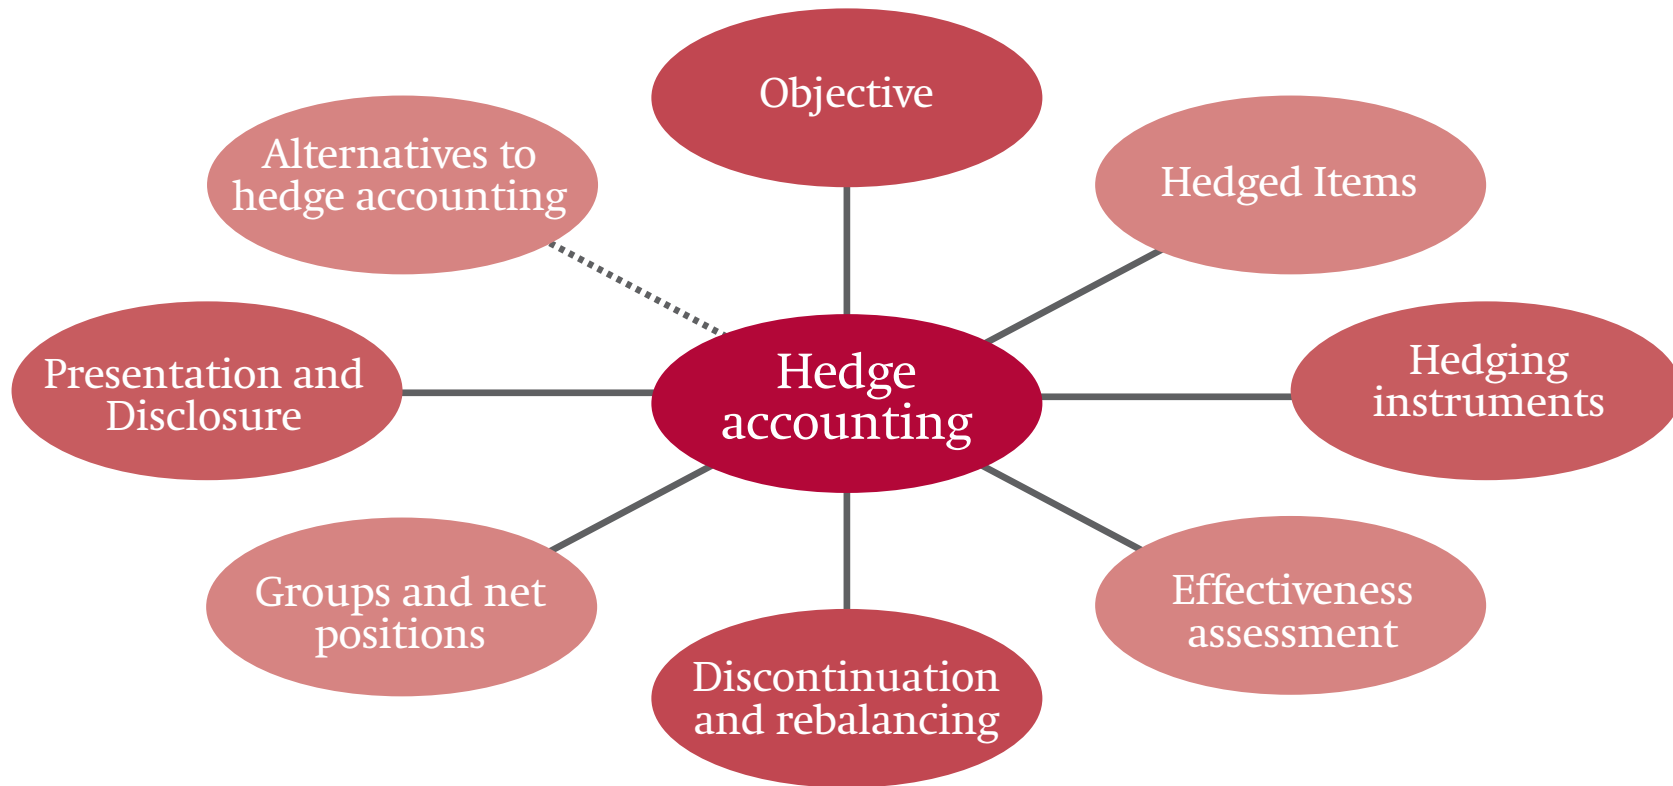 Objective
Alternatives to
hedge accounting
Hedged Items
Presentation and
Disclosure
Hedge
accounting
Hedging
instruments
Groups and net
positions
Effectiveness
assessment
Discontinuation
and rebalancing